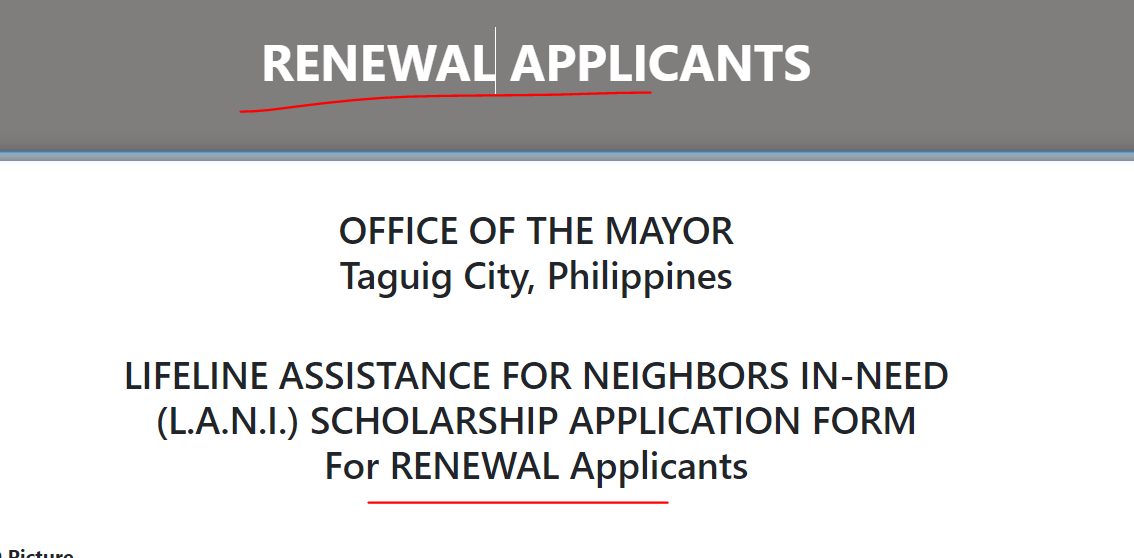 RENEWAL APPLICANTS
OFFICE OF THE MAYOR
Taguig City, Philippines
LIFELINE ASSISTANCE FOR NEIGHBORS IN-NEED
(L.A.N.I.) SCHOLARSHIP APPLICATION FORM
For RENEWAL Applicants
Picture